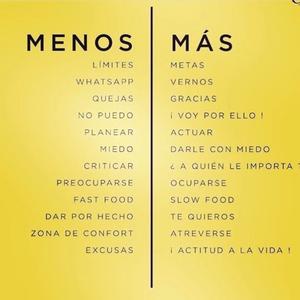 MENOS MÁS
LÍMITES METAS
WHATSAPP VERNOS
QUEJAS GRACIAS
NO PUEDO ¡ VOY POR ELLO !
PLANEAR ACTUAR
MIEDO DARLE CON MIEDO
CRITICAR ¿ A QUIÉN LE IMPORTA ?
PREOCUPARSE OCUPARSE
FAST FOOD SLOW FOOD
DAR POR HECHO TE QUIEROS
ZONA DE CONFORT ATREVERSE
EXCUSAS ¡ ACTITUD A LA VIDA !